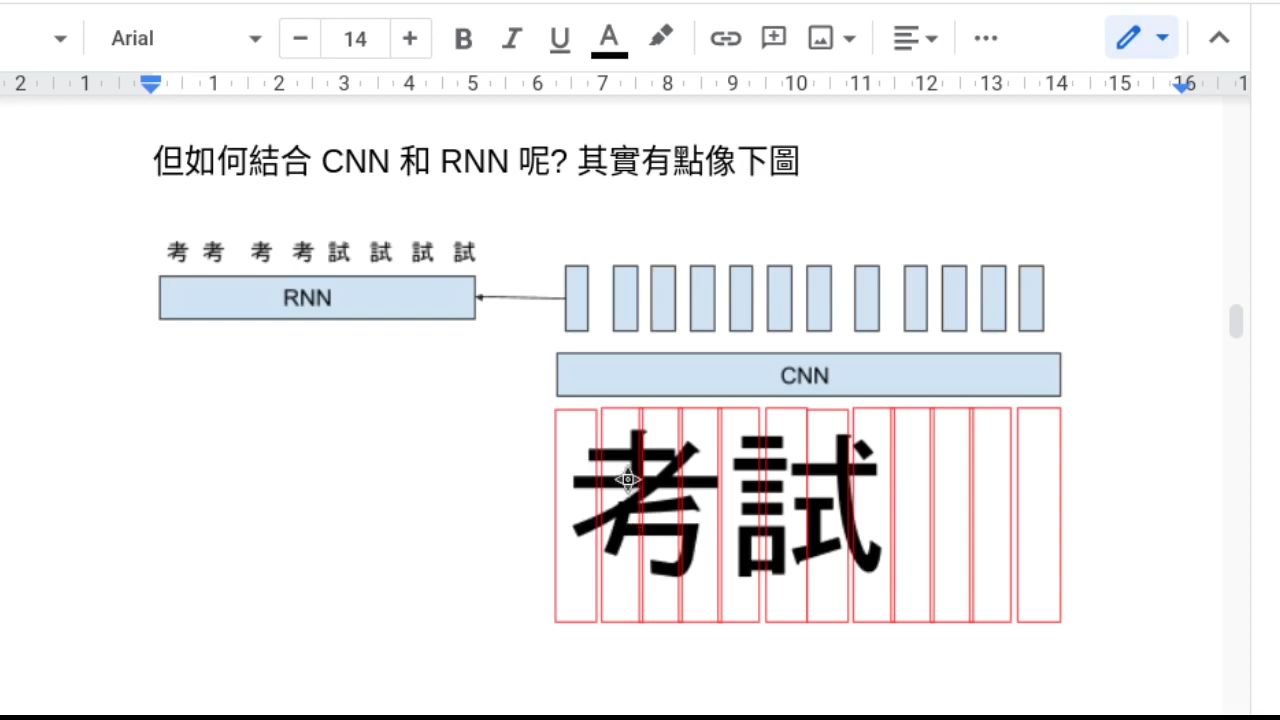 Arial − 14 + B I U A
2 1 1 2 3 4 5 6 7 8 9 10 11 12 13 14 15 16 1
但如何結合 CNN 和 RNN 呢? 其實有點像下圖
考 考 考 考 試 試 試 試
RNN
CNN
考試